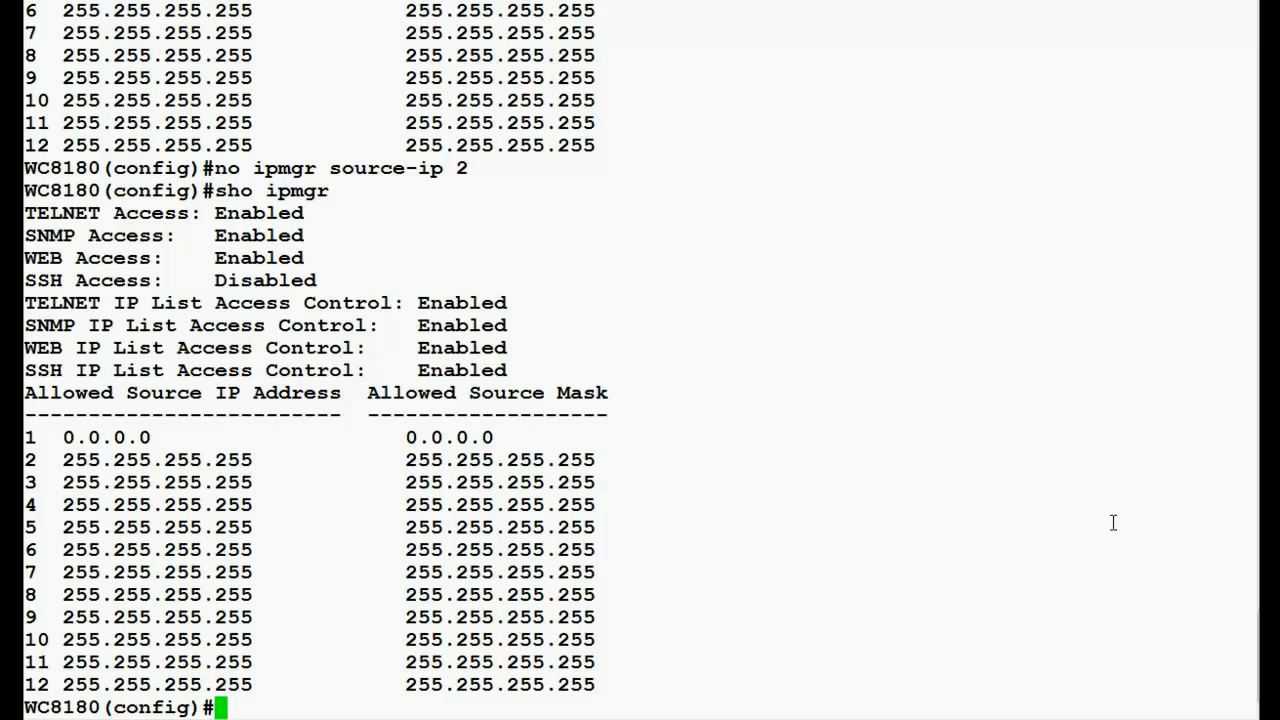 6  255.255.255.255            255.255.255.255
7  255.255.255.255            255.255.255.255
8  255.255.255.255            255.255.255.255
9  255.255.255.255            255.255.255.255
10 255.255.255.255            255.255.255.255
11 255.255.255.255            255.255.255.255
12 255.255.255.255            255.255.255.255
WC8180(config)#no ipmgr source-ip 2
WC8180(config)#sho ipmgr
TELNET Access: Enabled
SNMP Access:   Enabled
WEB Access:    Enabled
SSH Access:    Disabled
TELNET IP List Access Control: Enabled
SNMP IP List Access Control:   Enabled
WEB IP List Access Control:    Enabled
SSH IP List Access Control:    Enabled
Allowed Source IP Address  Allowed Source Mask
-------------------------  -------------------
1  0.0.0.0                    0.0.0.0
2  255.255.255.255            255.255.255.255
3  255.255.255.255            255.255.255.255
4  255.255.255.255            255.255.255.255
5  255.255.255.255            255.255.255.255
6  255.255.255.255            255.255.255.255
7  255.255.255.255            255.255.255.255
8  255.255.255.255            255.255.255.255
9  255.255.255.255            255.255.255.255
10 255.255.255.255            255.255.255.255
11 255.255.255.255            255.255.255.255
12 255.255.255.255            255.255.255.255
WC8180(config)#